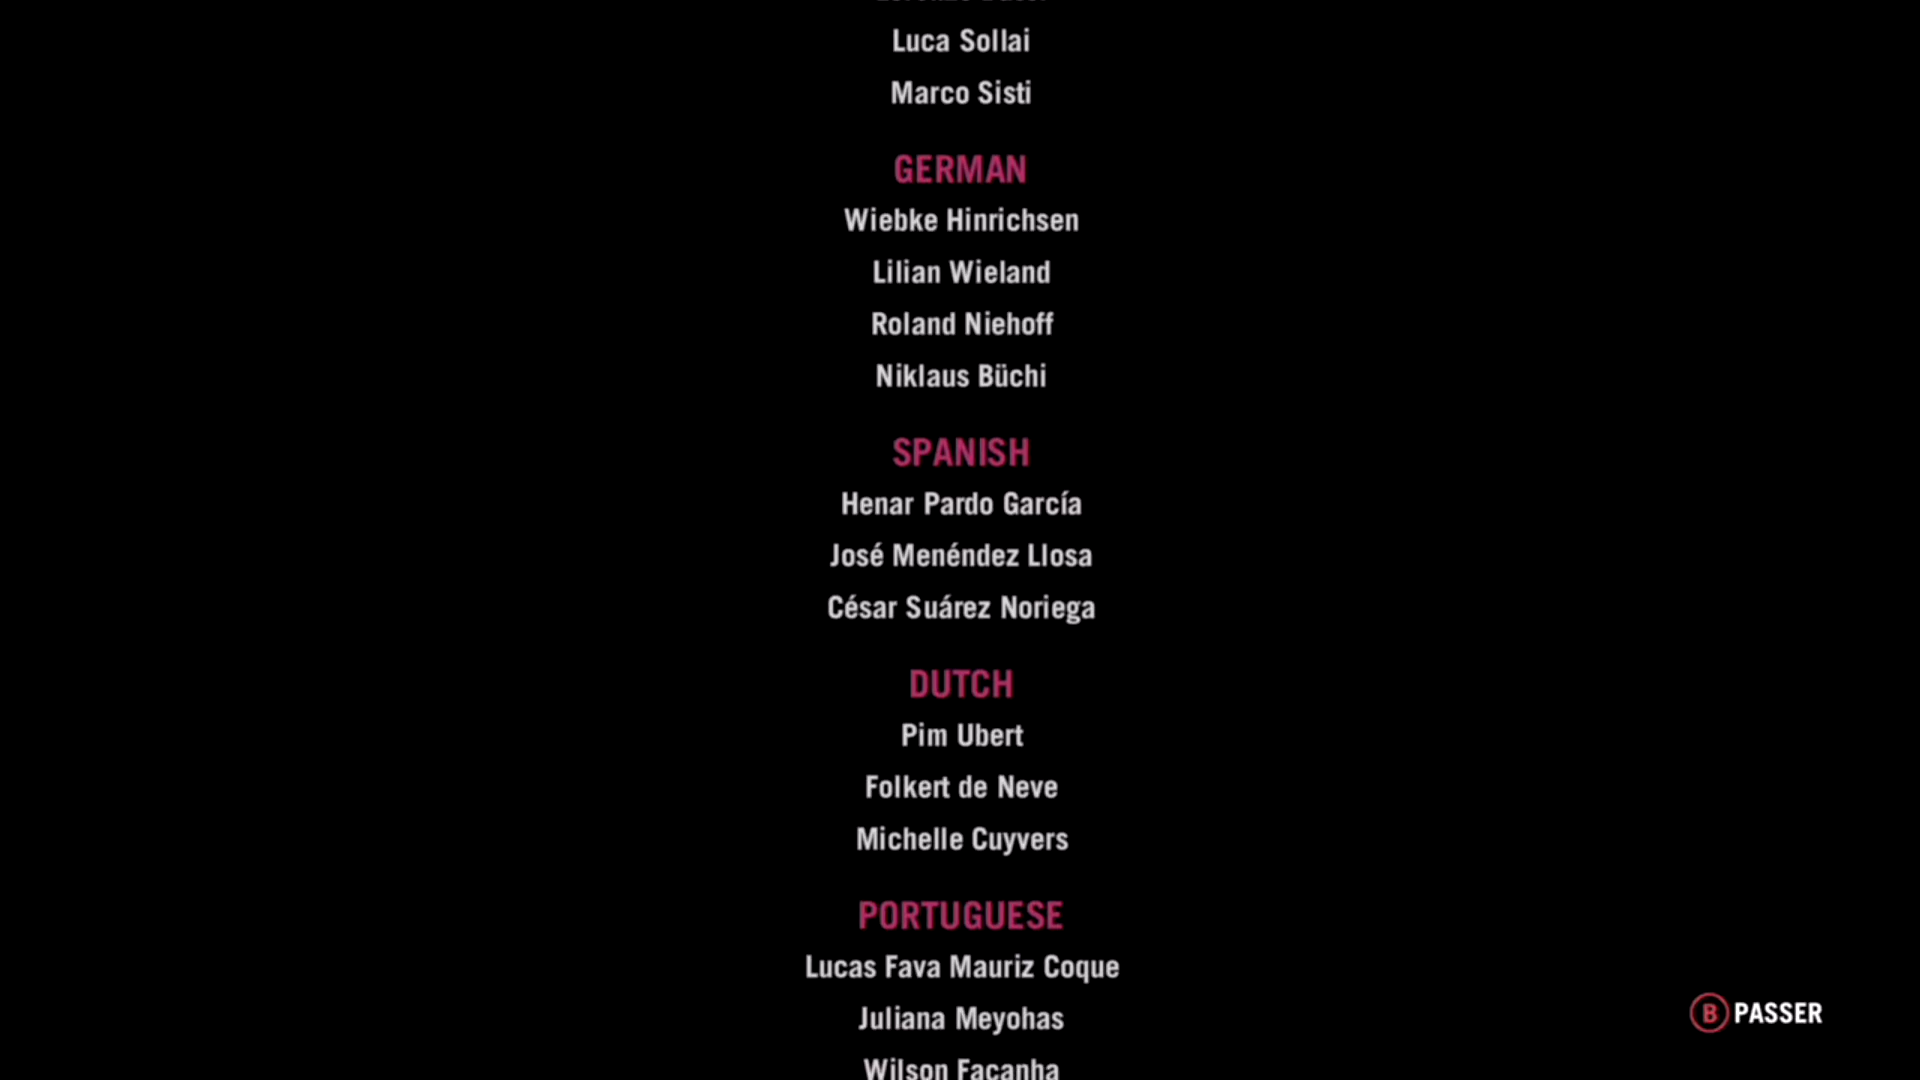 Luca Sollai
Marco Sisti
GERMAN
Wiebke Hinrichsen
Lilian Wieland
Roland Niehoff
Niklaus Büchi
SPANISH
Henar Pardo García
José Menéndez Llosa
César Suárez Noriega
DUTCH
Pim Ubert
Folkert de Neve
Michelle Cuyvers
PORTUGUESE
Lucas Fava Mauriz Coque
Juliana Meyohas
Wilson Facanha
B PASSER